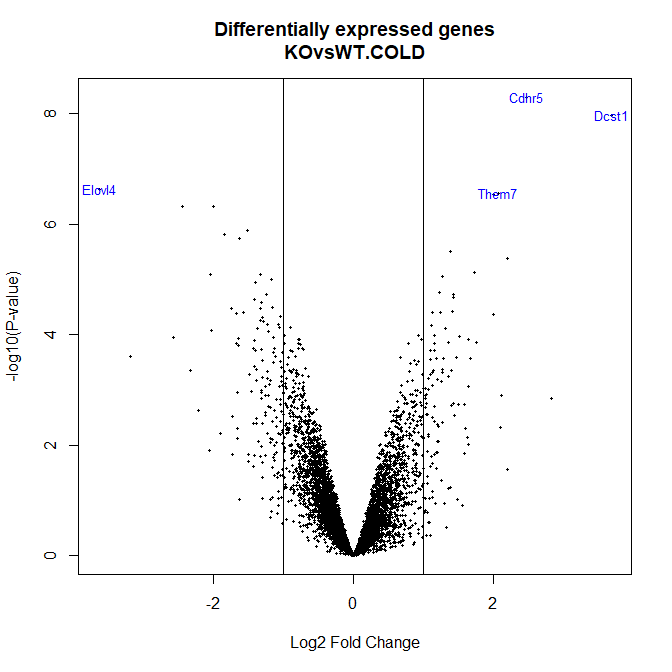 Differentially expressed genes
KOvsWT.COLD
Cdhr5
Dcst1
Elovl4
Them7
-log10(P-value)
8
6
4
2
0
-2
0
2
Log2 Fold Change